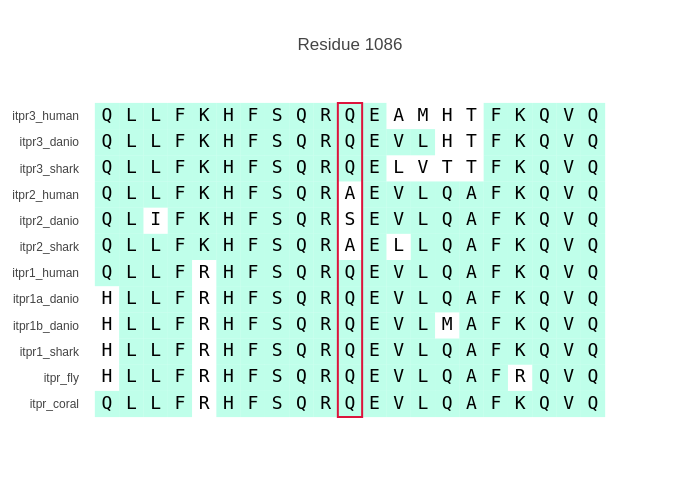 Residue 1086
itpr3_human Q L L F K H F S Q R Q E A M H T F K Q V Q
itpr3_danio Q L L F K H F S Q R Q E V L H T F K Q V Q
itpr3_shark Q L L F K H F S Q R Q E L V T T F K Q V Q
itpr2_human Q L L F K H F S Q R A E V L Q A F K Q V Q
itpr2_danio Q L I F K H F S Q R S E V L Q A F K Q V Q
itpr2_shark Q L L F K H F S Q R A E L L Q A F K Q V Q
itpr1_human Q L L F R H F S Q R Q E V L Q A F K Q V Q
itpr1a_danio H L L F R H F S Q R Q E V L Q A F K Q V Q
itpr1b_danio H L L F R H F S Q R Q E V L M A F K Q V Q
itpr1_shark H L L F R H F S Q R Q E V L Q A F K Q V Q
itpr_fly H L L F R H F S Q R Q E V L Q A F R Q V Q
itpr_coral Q L L F R H F S Q R Q E V L Q A F K Q V Q